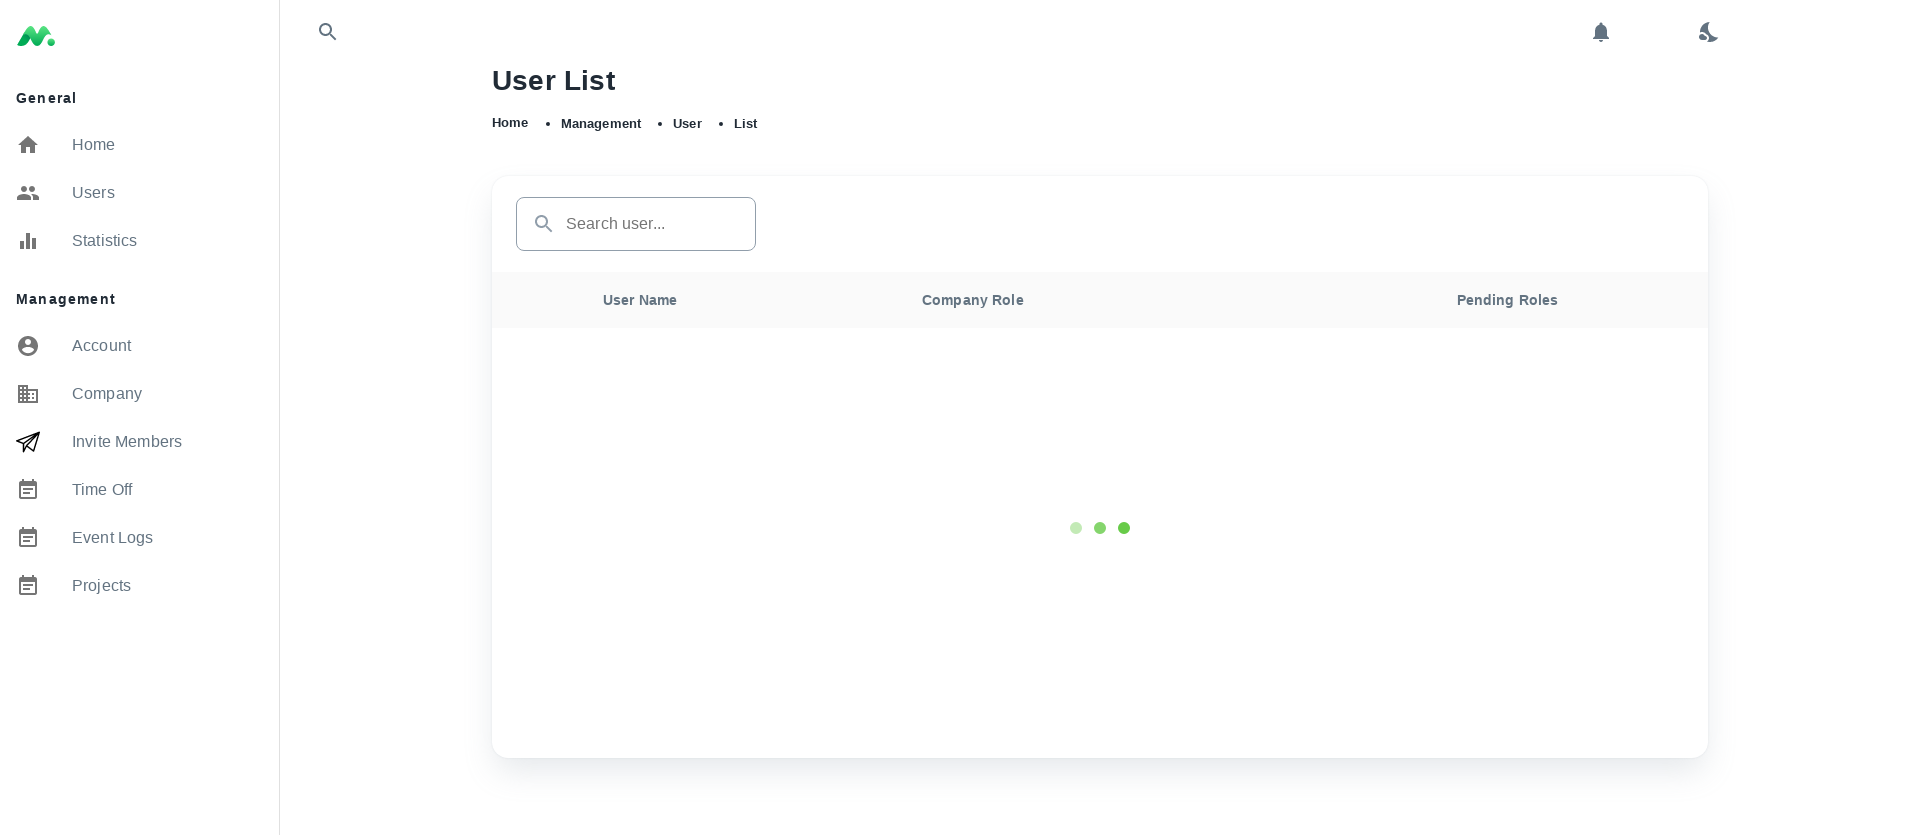 General
Home
Users
Statistics
Management
Account
Company
Invite Members
Time Off
Event Logs
Projects
User List
Home • Management • User • List
Search user...
User Name Company Role Pending Roles